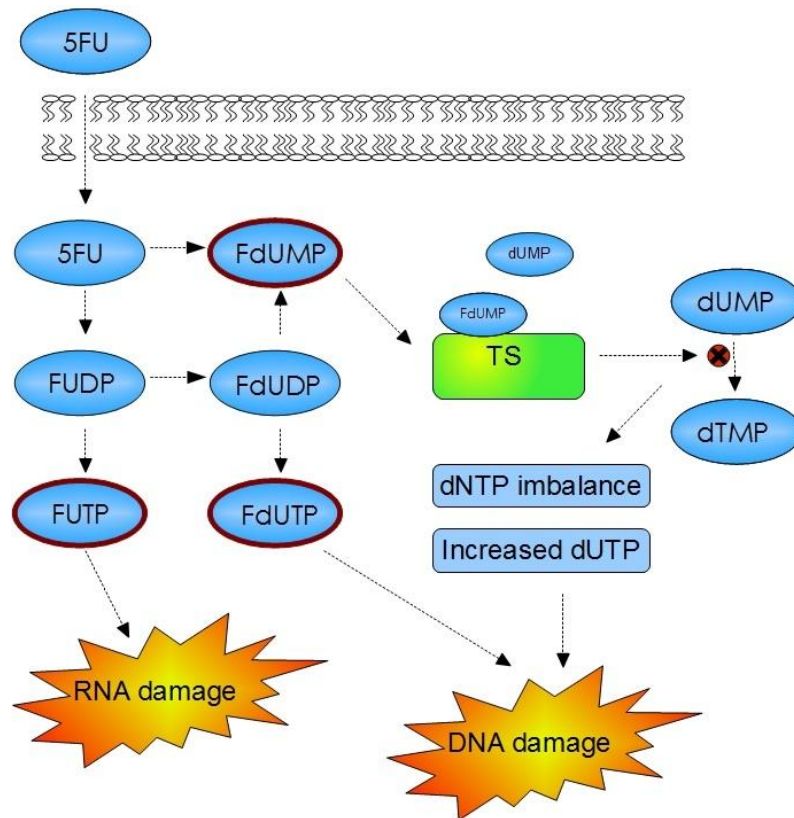 5FU
5FU
FdUMP
dUMP
FdUMP
TS
dUMP
FUDP
FdUDP
dTMP
FUTP
FdUTP
dNTP imbalance
Increased dUTP
RNA damage
DNA damage